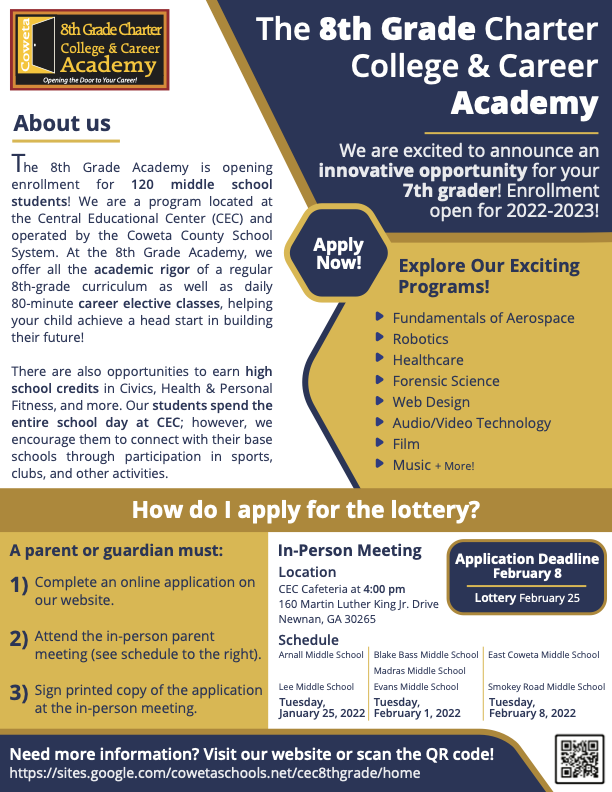 Coweta
8th Grade Charter
College & Career
Academy
Opening the Door to Your Career!
The 8th Grade Charter
College & Career
Academy
We are excited to announce an
innovative opportunity for your
7th grader! Enrollment
open for 2022-2023!
About us
The 8th Grade Academy is opening
enrollment for 120 middle school
students! We are a program located at
the Central Educational Center (CEC) and
operated by the Coweta County School
System. At the 8th Grade Academy, we
offer all the academic rigor of a regular
8th-grade curriculum as well as daily
80-minute career elective classes, helping
your child achieve a head start in building
their future!
There are also opportunities to earn high
school credits in Civics, Health & Personal
Fitness, and more. Our students spend the
entire school day at CEC; however, we
encourage them to connect with their base
schools through participation in sports,
clubs, and other activities.
Apply
Now!
Explore Our Exciting
Programs!
Fundamentals of Aerospace
Robotics
Healthcare
Forensic Science
Web Design
Audio/Video Technology
Film
Music + More!
How do I apply for the lottery?
A parent or guardian must:
1) Complete an online application on
our website.
2) Attend the in-person parent
meeting (see schedule to the right).
3) Sign printed copy of the application
at the in-person meeting.
In-Person Meeting
Location
CEC Cafeteria at 4:00 pm
160 Martin Luther King Jr. Drive
Newnan, GA 30265
Application Deadline
February 8
Lottery February 25
Schedule
Arnall Middle School
Lee Middle School
Tuesday,
January 25, 2022
Blake Bass Middle School
Madras Middle School
Evans Middle School
Tuesday,
February 1, 2022
East Coweta Middle School
Smokey Road Middle School
Tuesday,
February 8, 2022
Need more information? Visit our website or scan the QR code!
https://sites.google.com/cowetaschools.net/cec8thgrade/home